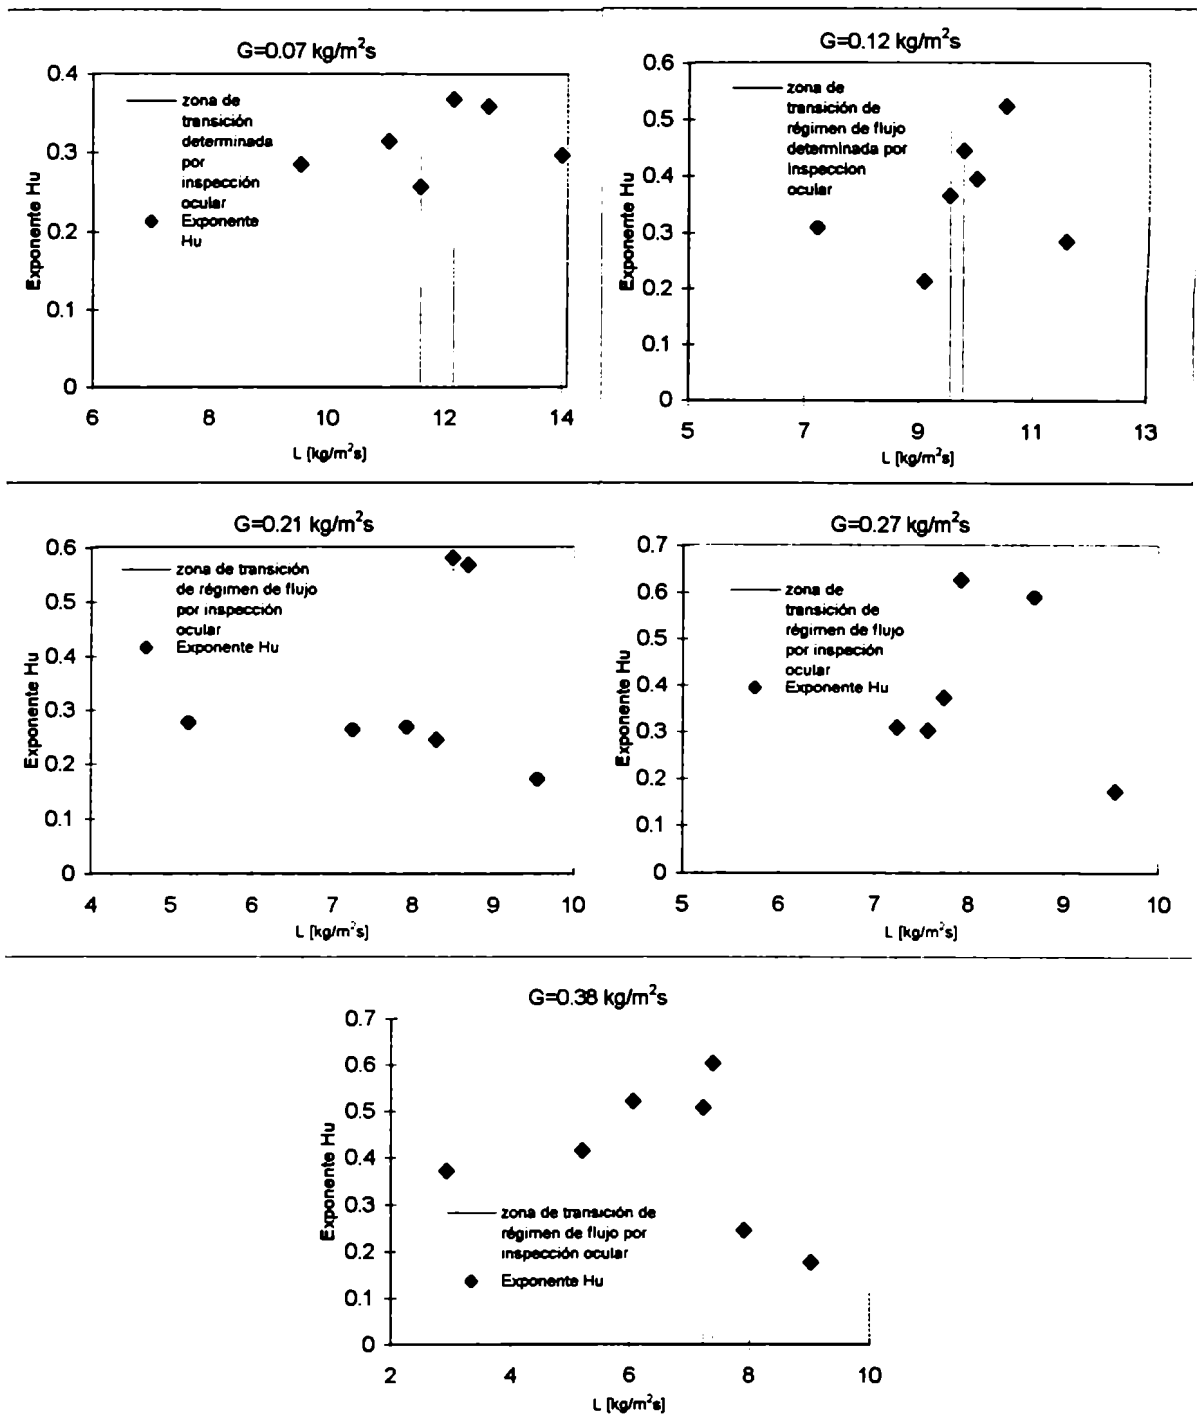 G=0.07 kg/m²s
0.4
0.3
0.2
0.1
0
Exponente Hu
zona de
transición
determinada
por
inspección
ocular
Exponente
Hu
6 8 10 12 14
L [kg/m²s]
G=0.12 kg/m²s
0.6
0.5
0.4
0.3
0.2
0.1
0
Exponente Hu
zona de
transición de
régimen de flujo
determinada por
inspeccion
ocular
5 7 9 11 13
L [kg/m²s]
G=0.21 kg/m²s
0.6
0.5
0.4
0.3
0.2
0.1
0
Exponente Hu
zona de transición
de régimen de flujo
por inspección
ocular
Exponente Hu
4 5 6 7 8 9 10
L [kg/m²s]
G=0.27 kg/m²s
0.7
0.6
0.5
0.4
0.3
0.2
0.1
0
Exponente Hu
zona de
transición de
régimen de flujo
por inspeción
ocular
Exponente Hu
5 6 7 8 9 10
L [kg/m²s]
G=0.38 kg/m²s
0.7
0.6
0.5
0.4
0.3
0.2
0.1
0
Exponente Hu
zona de transición de
régimen de flujo por
inspección ocular
Exponente Hu
2 4 6 8 10
L [kg/m²s]